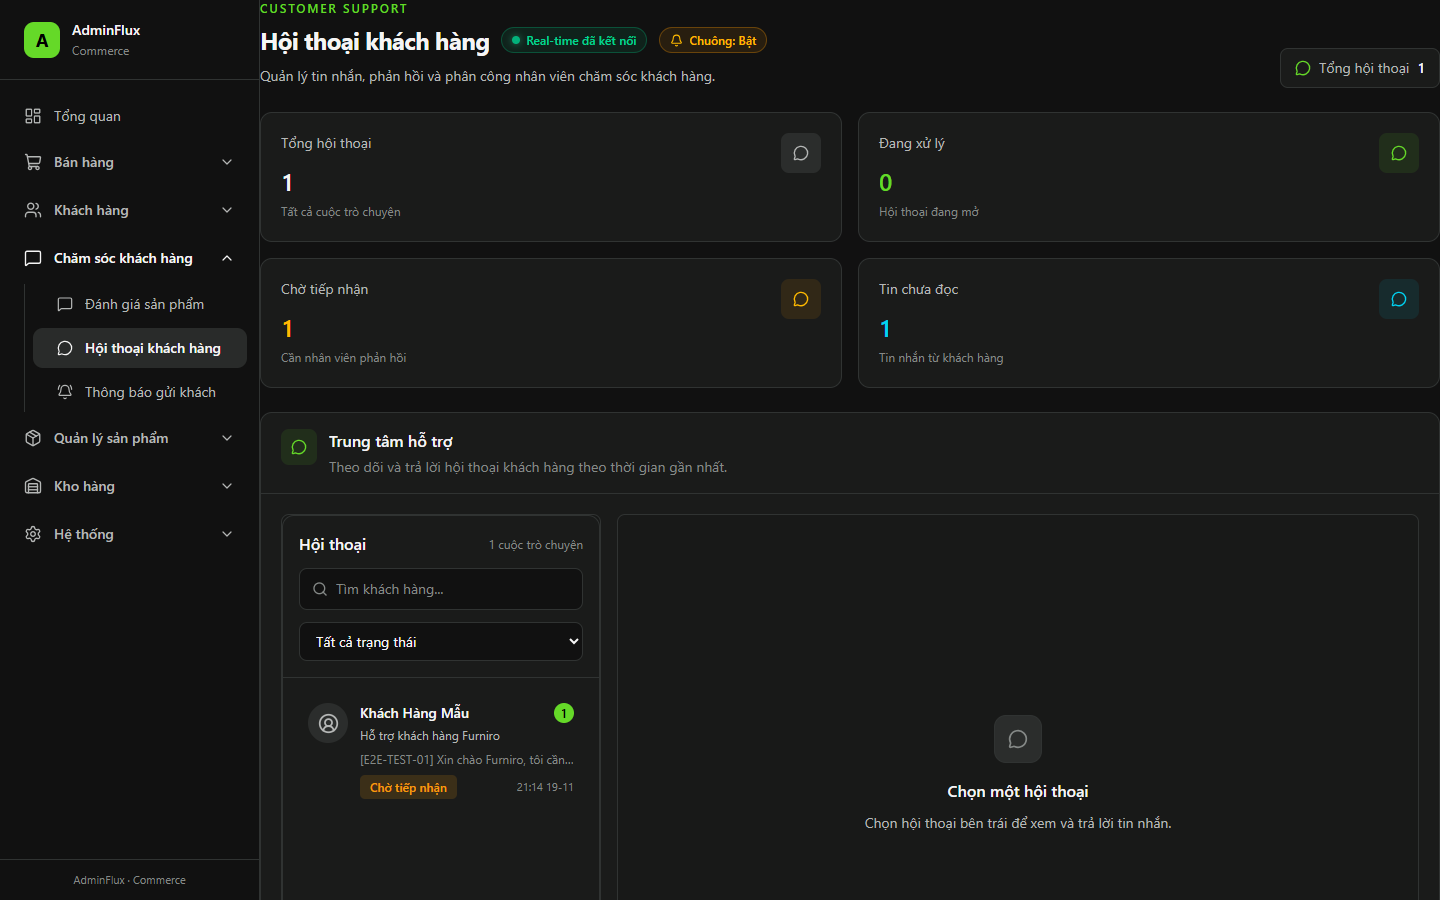 A
AdminFlux
Commerce
Tổng quan
Bán hàng
Khách hàng
Chăm sóc khách hàng
Đánh giá sản phẩm
Hội thoại khách hàng
Thông báo gửi khách
Quản lý sản phẩm
Kho hàng
Hệ thống
AdminFlux · Commerce
CUSTOMER SUPPORT
Hội thoại khách hàng
Real-time đã kết nối
Chuông: Bật
Quản lý tin nhắn, phản hồi và phân công nhân viên chăm sóc khách hàng.
Tổng hội thoại 1
Tổng hội thoại
1
Tất cả cuộc trò chuyện
Đang xử lý
0
Hội thoại đang mở
Chờ tiếp nhận
1
Cần nhân viên phản hồi
Tin chưa đọc
1
Tin nhắn từ khách hàng
Trung tâm hỗ trợ
Theo dõi và trả lời hội thoại khách hàng theo thời gian gần nhất.
Hội thoại
1 cuộc trò chuyện
Tìm khách hàng...
Tất cả trạng thái
Khách Hàng Mẫu
1
Hỗ trợ khách hàng Furniro
[E2E-TEST-01] Xin chào Furniro, tôi cần...
Chờ tiếp nhận
21:14 19-11
Chọn một hội thoại
Chọn hội thoại bên trái để xem và trả lời tin nhắn.